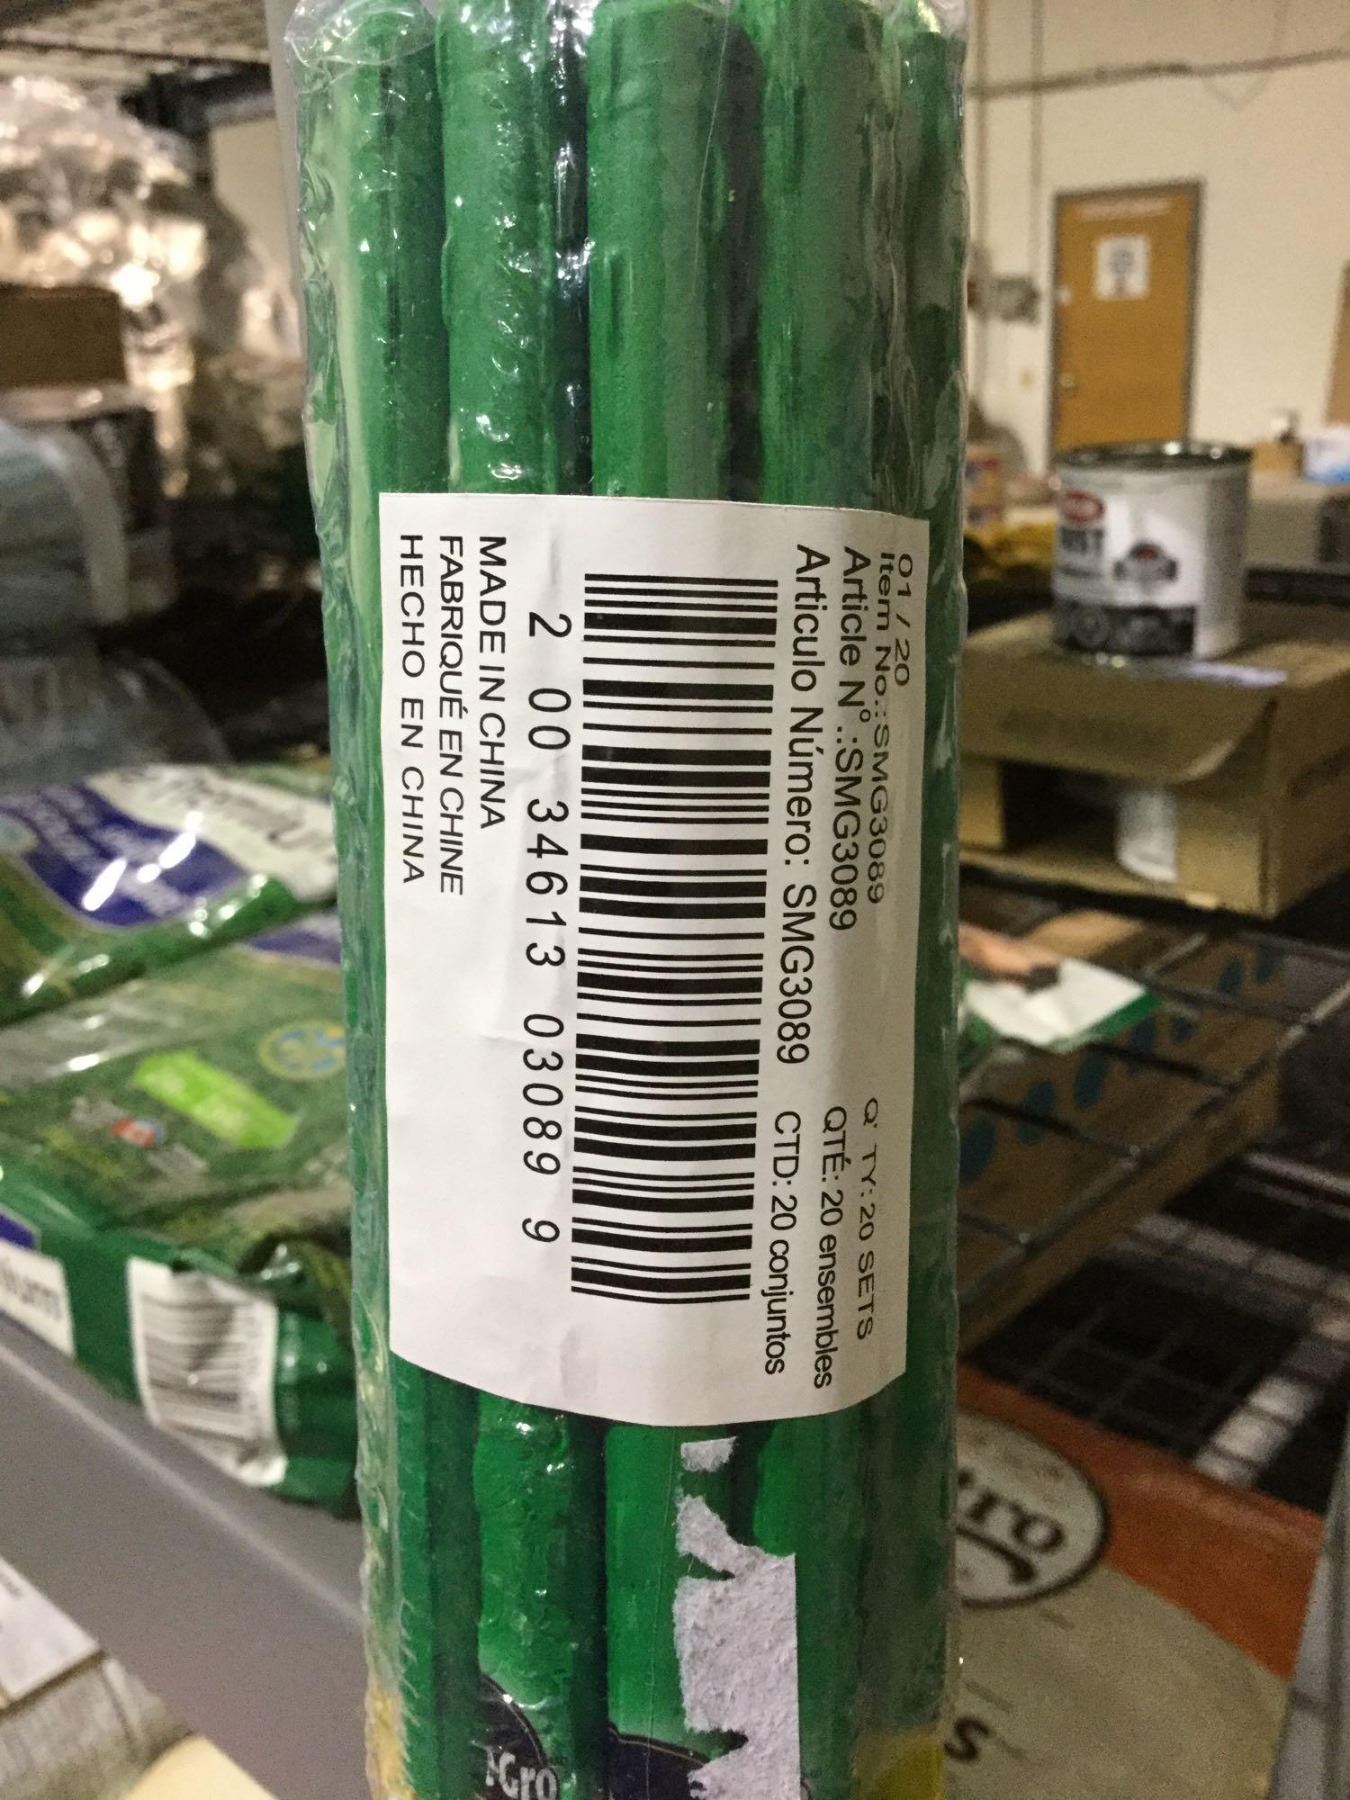 01 / 20
Item No.: SMG3089 Q' TY: 20 SETS
Article N° .:SMG3089 QTÉ: 20 ensembles
Articulo Número: SMG3089 CTD: 20 conjuntos
2 00 34613 03089 9
MADE IN CHINA
FABRIQUÉ EN CHINE
HECHO EN CHINA